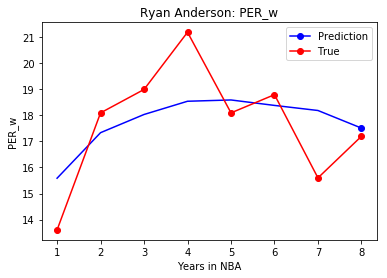 Ryan Anderson: PER_w
Prediction
True
PER_w
21
20
19
18
17
16
15
14
1 2 3 4 5 6 7 8
Years in NBA